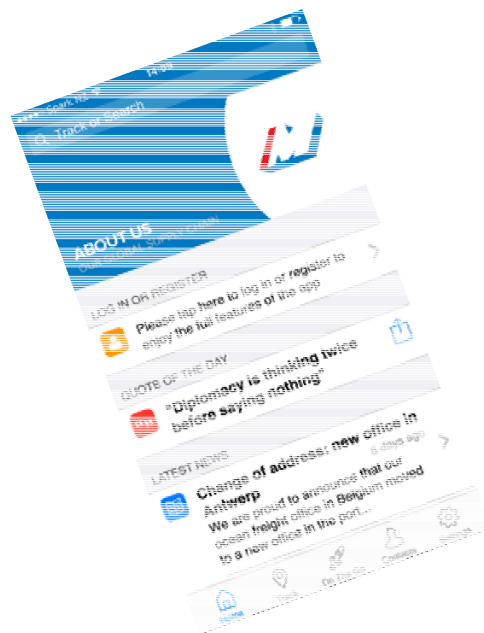 Spark NZ
14:09
Track or Search
ABOUT US
OUR GLOBAL SUPPLY CHAIN
LOG IN OR REGISTER
Please tap here to log in or register to
enjoy the full features of the app
QUOTE OF THE DAY
"Diplomacy is thinking twice
before saying nothing"
LATEST NEWS
Change of address: new office in
Antwerp
6 days ago
We are proud to announce that our
ocean freight office in Belgium moved
to a new office in the port...
Home
Track
On The Go
Contacts
Settings